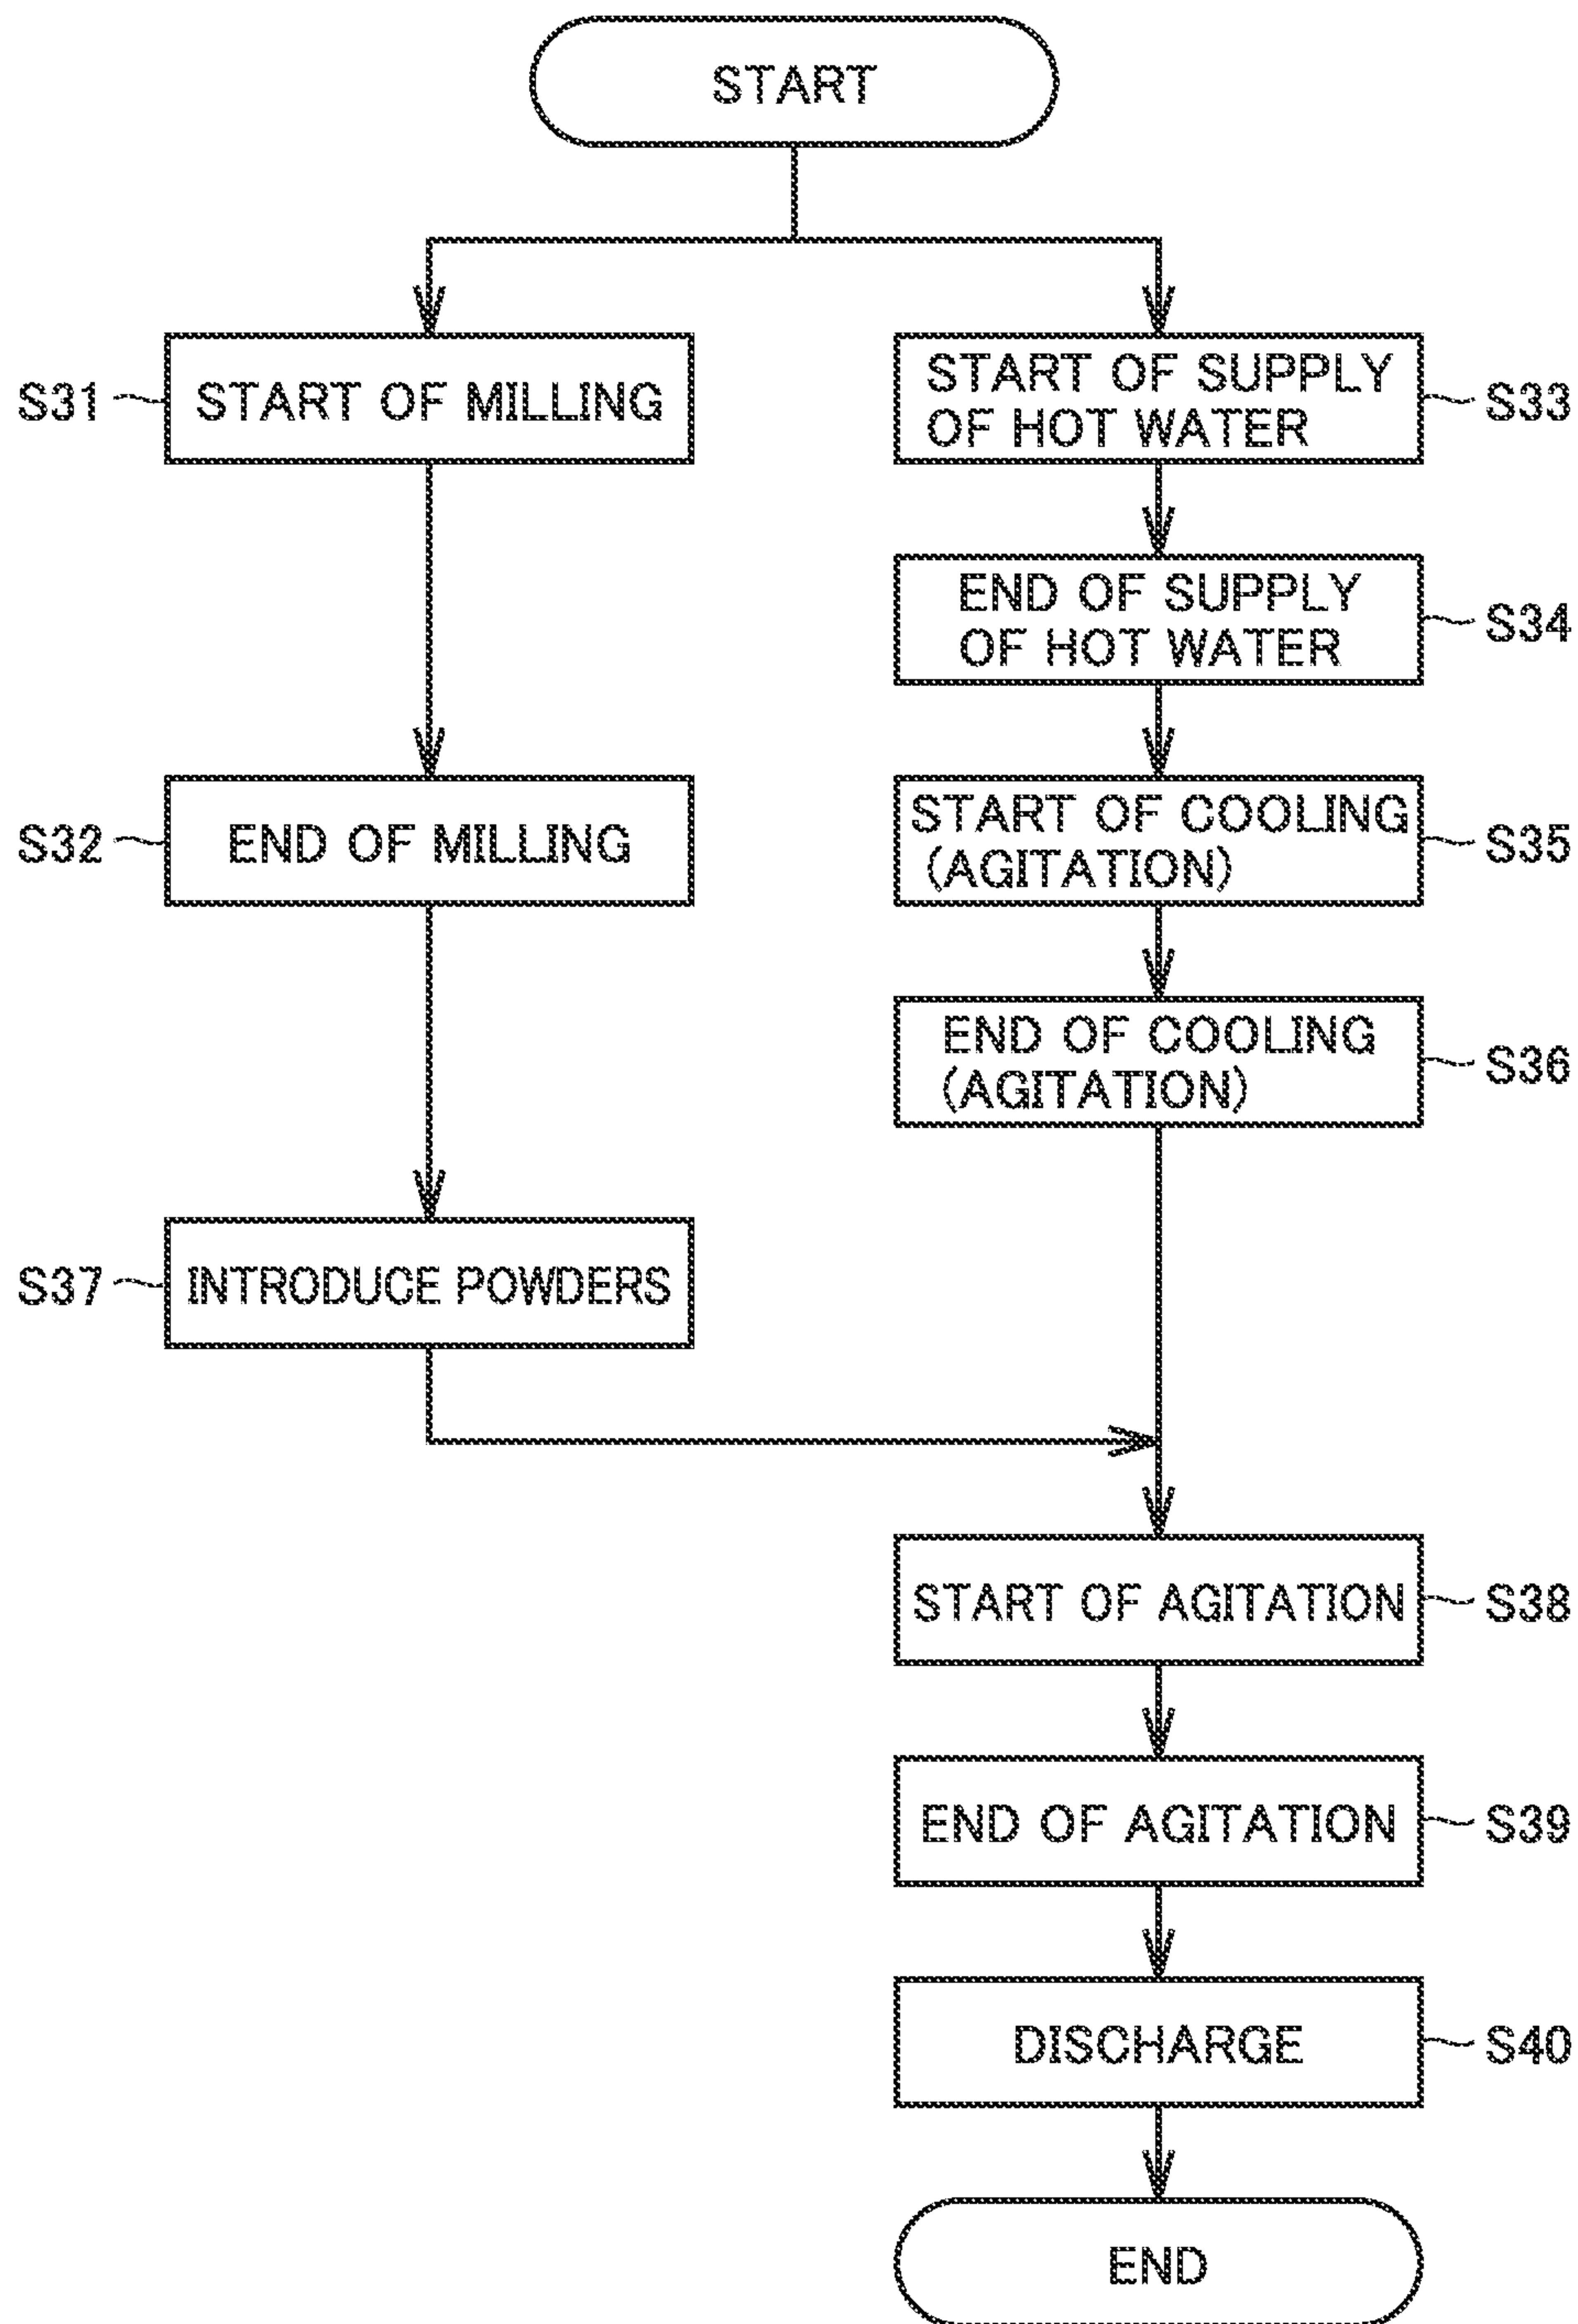 START
S31
START OF MILLING
START OF SUPPLY
OF HOT WATER
S33
END OF SUPPLY
OF HOT WATER
S34
S32
END OF MILLING
START OF COOLING
(AGITATION)
S35
END OF COOLING
(AGITATION)
S36
S37
INTRODUCE POWDERS
START OF AGITATION
S38
END OF AGITATION
S39
DISCHARGE
S40
END